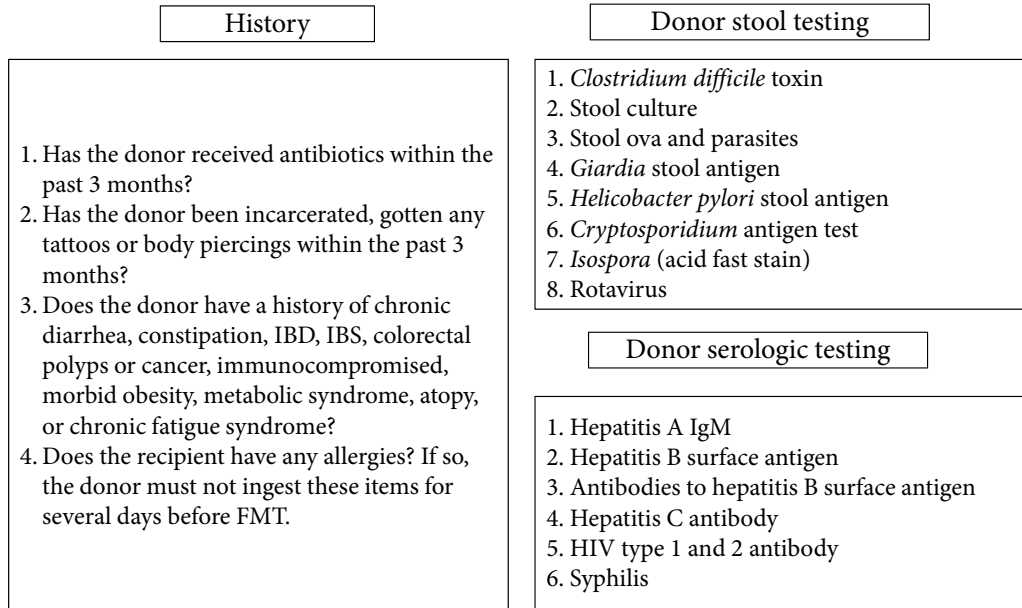 History
1. Has the donor received antibiotics within the
past 3 months?
2. Has the donor been incarcerated, gotten any
tattoos or body piercings within the past 3
months?
3. Does the donor have a history of chronic
diarrhea, constipation, IBD, IBS, colorectal
polyps or cancer, immunocompromised,
morbid obesity, metabolic syndrome, atopy,
or chronic fatigue syndrome?
4. Does the recipient have any allergies? If so,
the donor must not ingest these items for
several days before FMT.
Donor stool testing
1. Clostridium difficile toxin
2. Stool culture
3. Stool ova and parasites
4. Giardia stool antigen
5. Helicobacter pylori stool antigen
6. Cryptosporidium antigen test
7. Isospora (acid fast stain)
8. Rotavirus
Donor serologic testing
1. Hepatitis A IgM
2. Hepatitis B surface antigen
3. Antibodies to hepatitis B surface antigen
4. Hepatitis C antibody
5. HIV type 1 and 2 antibody
6. Syphilis